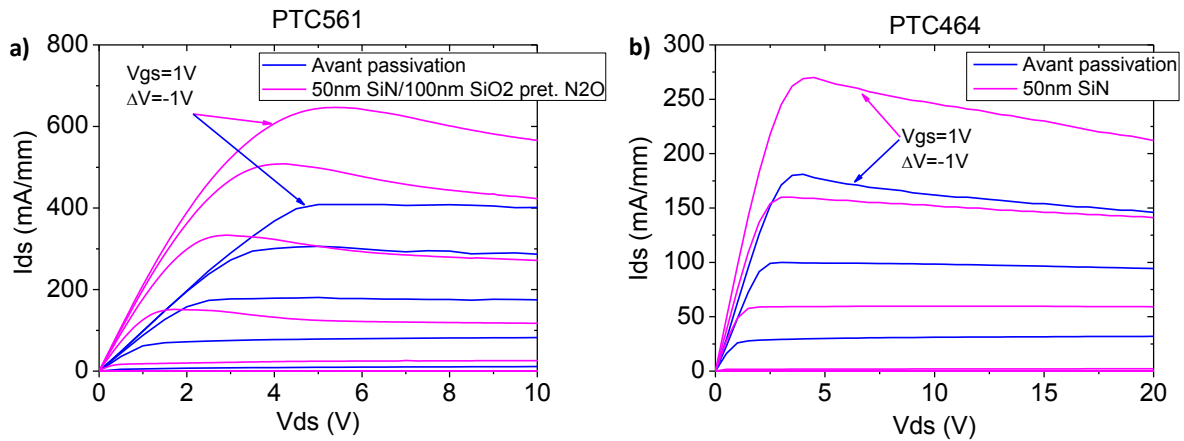 PTC561
a)
Ids (mA/mm)
800
600
400
200
0
Vgs=1V
ΔV=-1V
Avant passivation
50nm SiN/100nm SiO2 pret. N2O
0 2 4 6 8 10
Vds (V)
PTC464
b)
Ids (mA/mm)
300
250
200
150
100
50
0
Avant passivation
50nm SiN
Vgs=1V
ΔV=-1V
0 5 10 15 20
Vds (V)